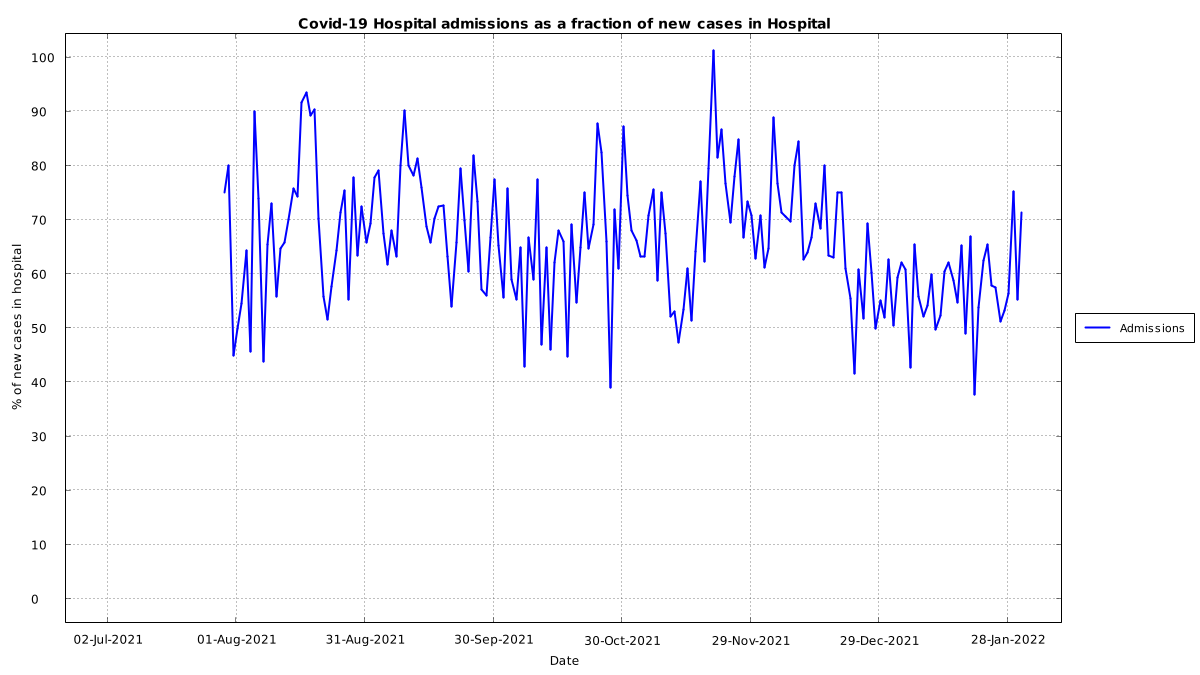 Covid-19 Hospital admissions as a fraction of new cases in Hospital
100
90
80
70
60
50
40
30
20
10
0
% of new cases in hospital
02-Jul-2021
01-Aug-2021
31-Aug-2021
30-Sep-2021
30-Oct-2021
29-Nov-2021
29-Dec-2021
28-Jan-2022
Date
Admissions